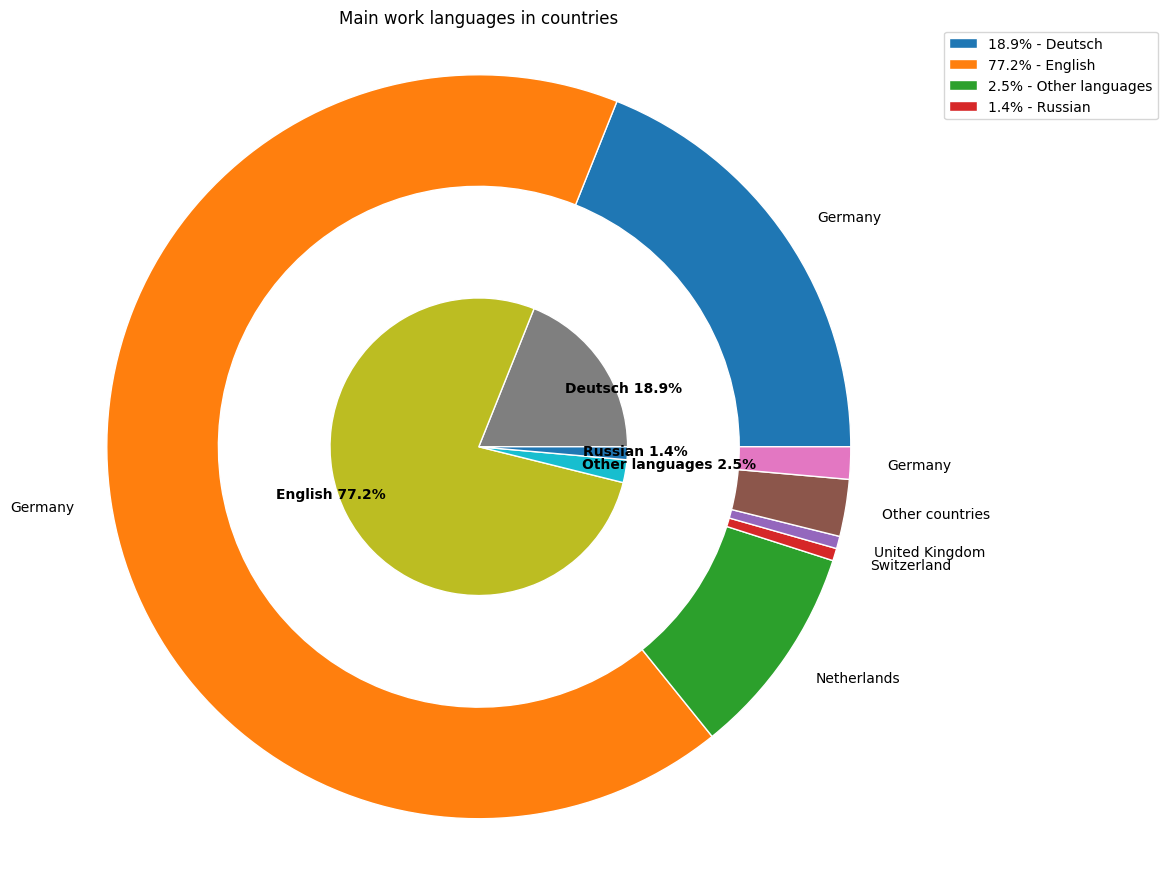 Main work languages in countries
18.9% - Deutsch
77.2% - English
2.5% - Other languages
1.4% - Russian
Germany
Deutsch 18.9%
Russian 1.4%
Other languages 2.5%
Germany
English 77.2%
Germany
Other countries
United Kingdom
Switzerland
Netherlands